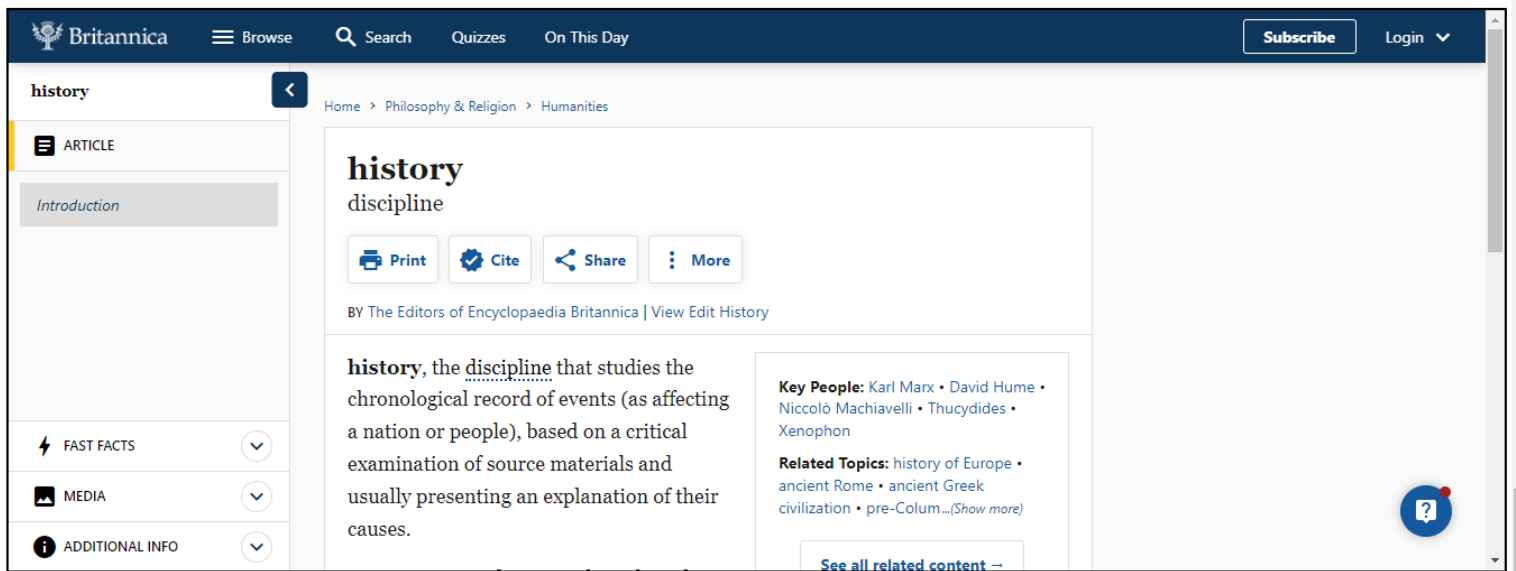 Britannica Browse Search Quizzes On This Day Subscribe Login
history
Home > Philosophy & Religion > Humanities
ARTICLE
Introduction
FAST FACTS
MEDIA
ADDITIONAL INFO
history
discipline
Print Cite Share More
BY The Editors of Encyclopaedia Britannica | View Edit History
history, the discipline that studies the
chronological record of events (as affecting
a nation or people), based on a critical
examination of source materials and
usually presenting an explanation of their
causes.
Key People: Karl Marx • David Hume •
Niccolò Machiavelli • Thucydides •
Xenophon
Related Topics: history of Europe •
ancient Rome • ancient Greek
civilization • pre-Colum...(Show more)
See all related content →